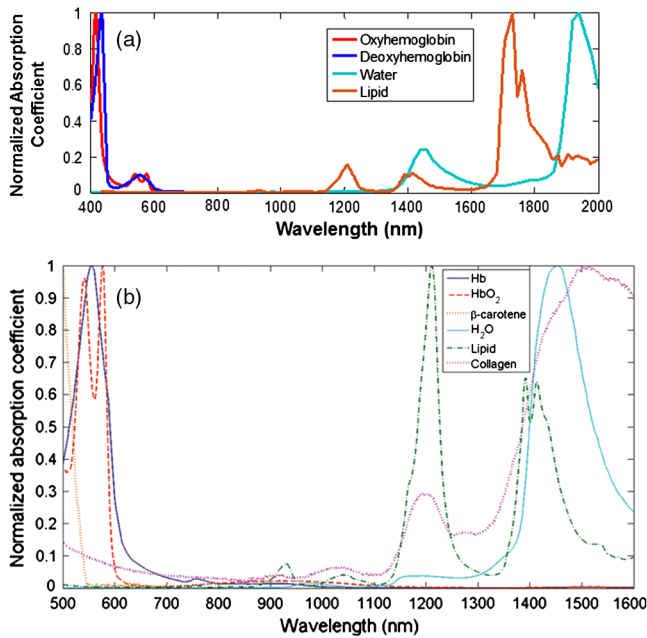 (a)
Normalized Absorption
Coefficient
1
0.8
0.6
0.4
0.2
0
Oxyhemoglobin
Deoxyhemoglobin
Water
Lipid
400 600 800 1000 1200 1400 1600 1800 2000
Wavelength (nm)
(b)
Normalized absorption coefficient
1
0.9
0.8
0.7
0.6
0.5
0.4
0.3
0.2
0.1
0
Hb
HbO2
β-carotene
H2O
Lipid
Collagen
500 600 700 800 900 1000 1100 1200 1300 1400 1500 1600
Wavelength (nm)